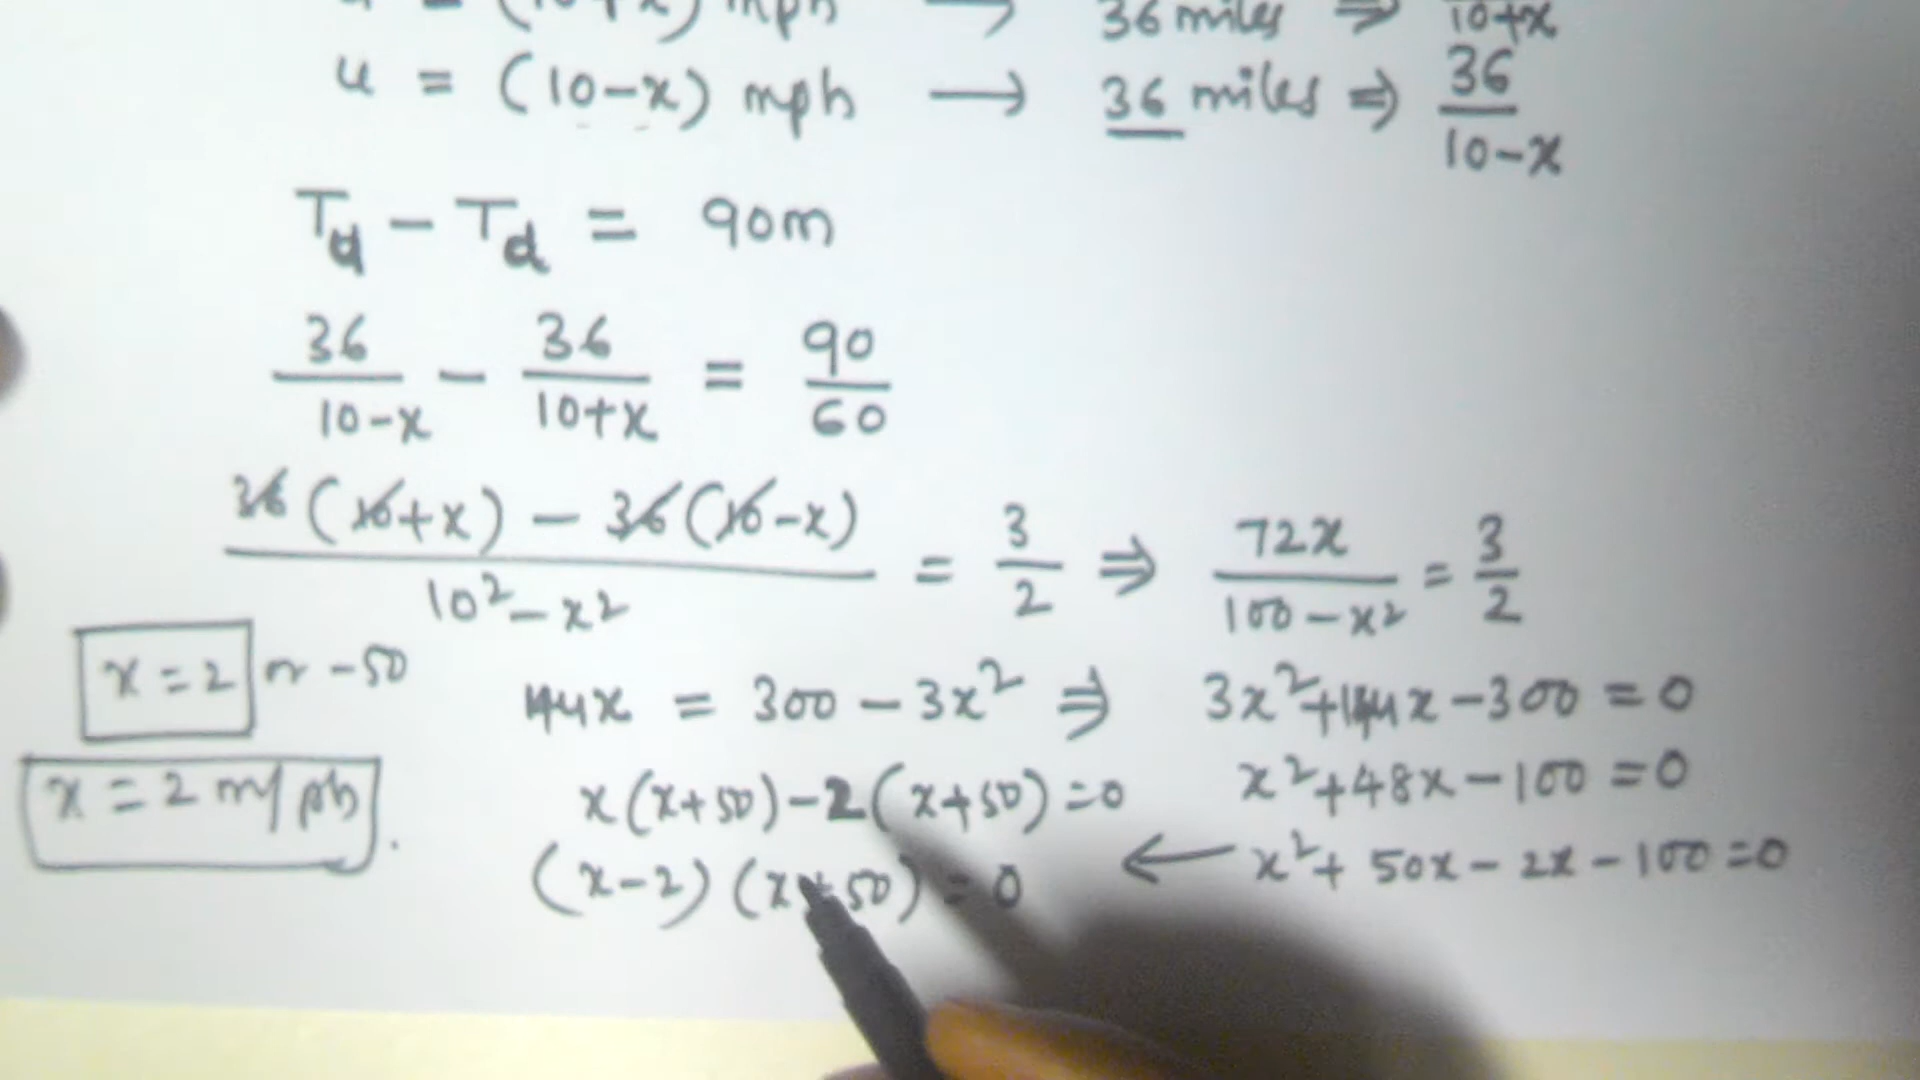 = (10+x) mph → 36 miles ⇒ 10+x
u = (10-x) mph → 36 miles ⇒ 36/10-x
Tu - Td = 90m
36/10-x - 36/10+x = 90/60
36(10+x) - 36(10-x)/10² - x² = 3/2 ⇒ 72x/100-x² = 3/2
144x = 300 - 3x² ⇒ 3x²+144x-300 = 0
x²+48x-100=0
x²+50x-2x-100=0
← x(x+50)-2(x+50)=0
(x-2)(x+50)=0
x=2 or -50
x = 2 m/ph.